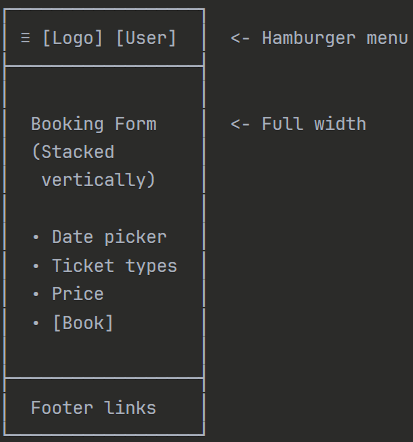 ≡ [Logo] [User] <- Hamburger menu
Booking Form <- Full width
(Stacked
vertically)
• Date picker
• Ticket types
• Price
• [Book]
Footer links